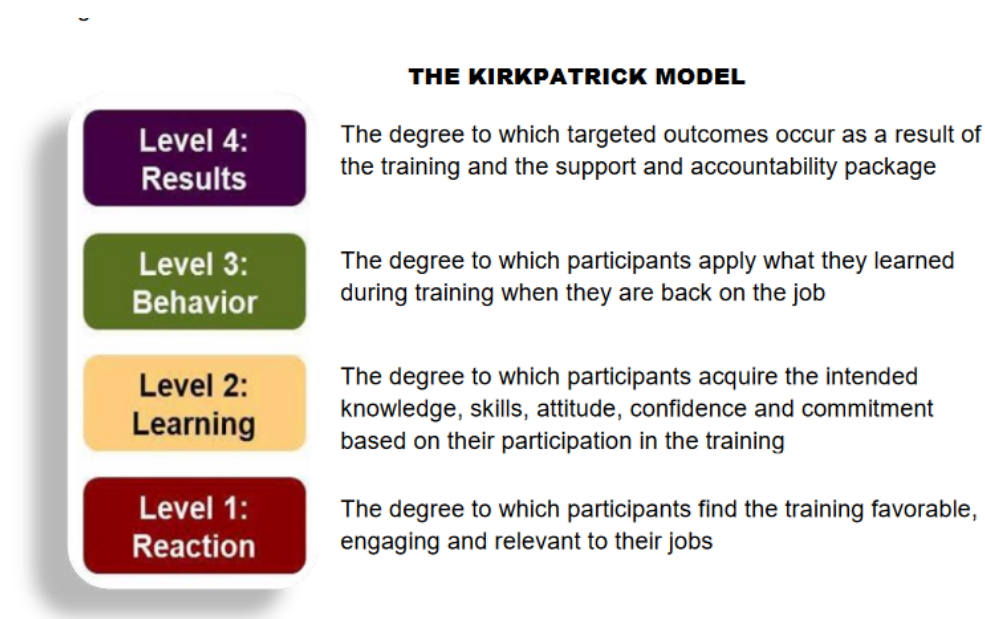 THE KIRKPATRICK MODEL
Level 4:
Results
The degree to which targeted outcomes occur as a result of
the training and the support and accountability package
Level 3:
Behavior
The degree to which participants apply what they learned
during training when they are back on the job
Level 2:
Learning
The degree to which participants acquire the intended
knowledge, skills, attitude, confidence and commitment
based on their participation in the training
Level 1:
Reaction
The degree to which participants find the training favorable,
engaging and relevant to their jobs